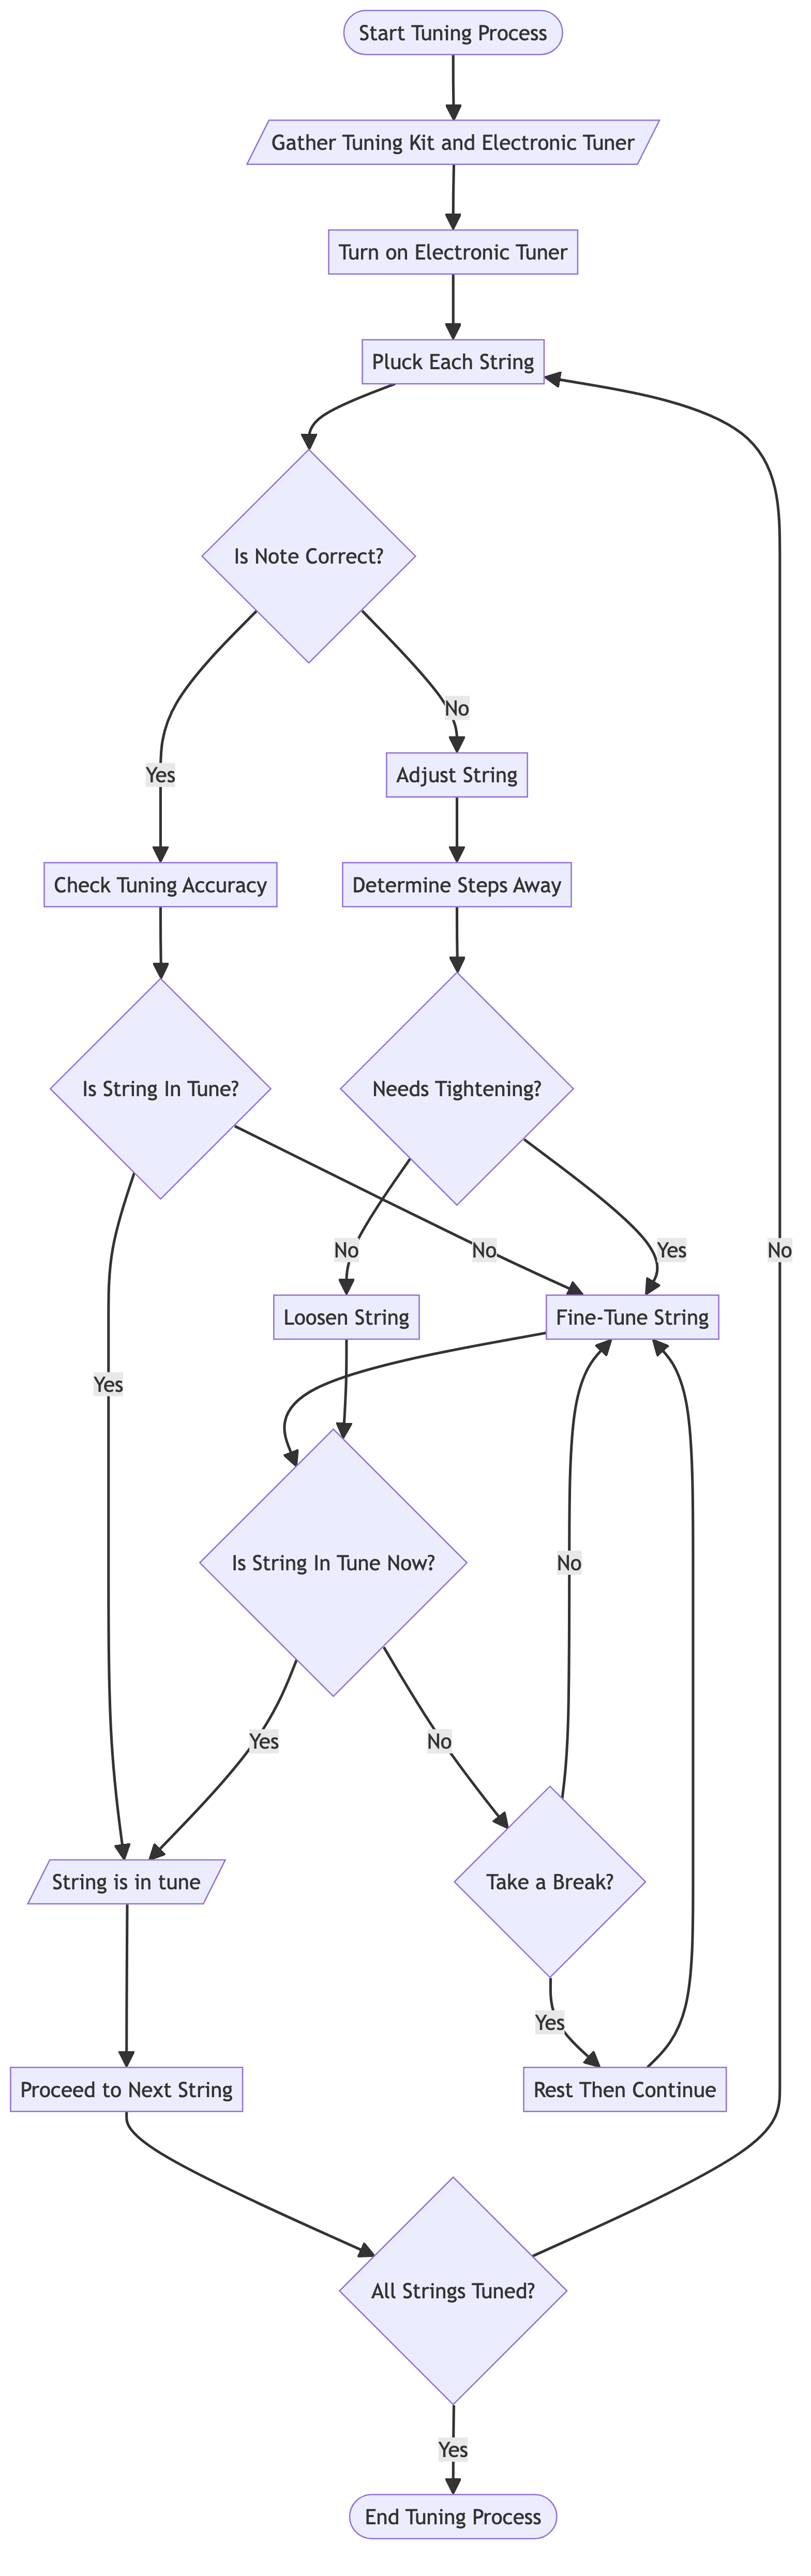 Start Tuning Process
Gather Tuning Kit and Electronic Tuner
Turn on Electronic Tuner
Pluck Each String
Is Note Correct?
No
Yes
Adjust String
Check Tuning Accuracy
Determine Steps Away
Is String In Tune?
Needs Tightening?
No
No
Yes
No
Loosen String
Fine-Tune String
Yes
Is String In Tune Now?
No
Yes
No
String is in tune
Take a Break?
Yes
Proceed to Next String
Rest Then Continue
All Strings Tuned?
Yes
End Tuning Process